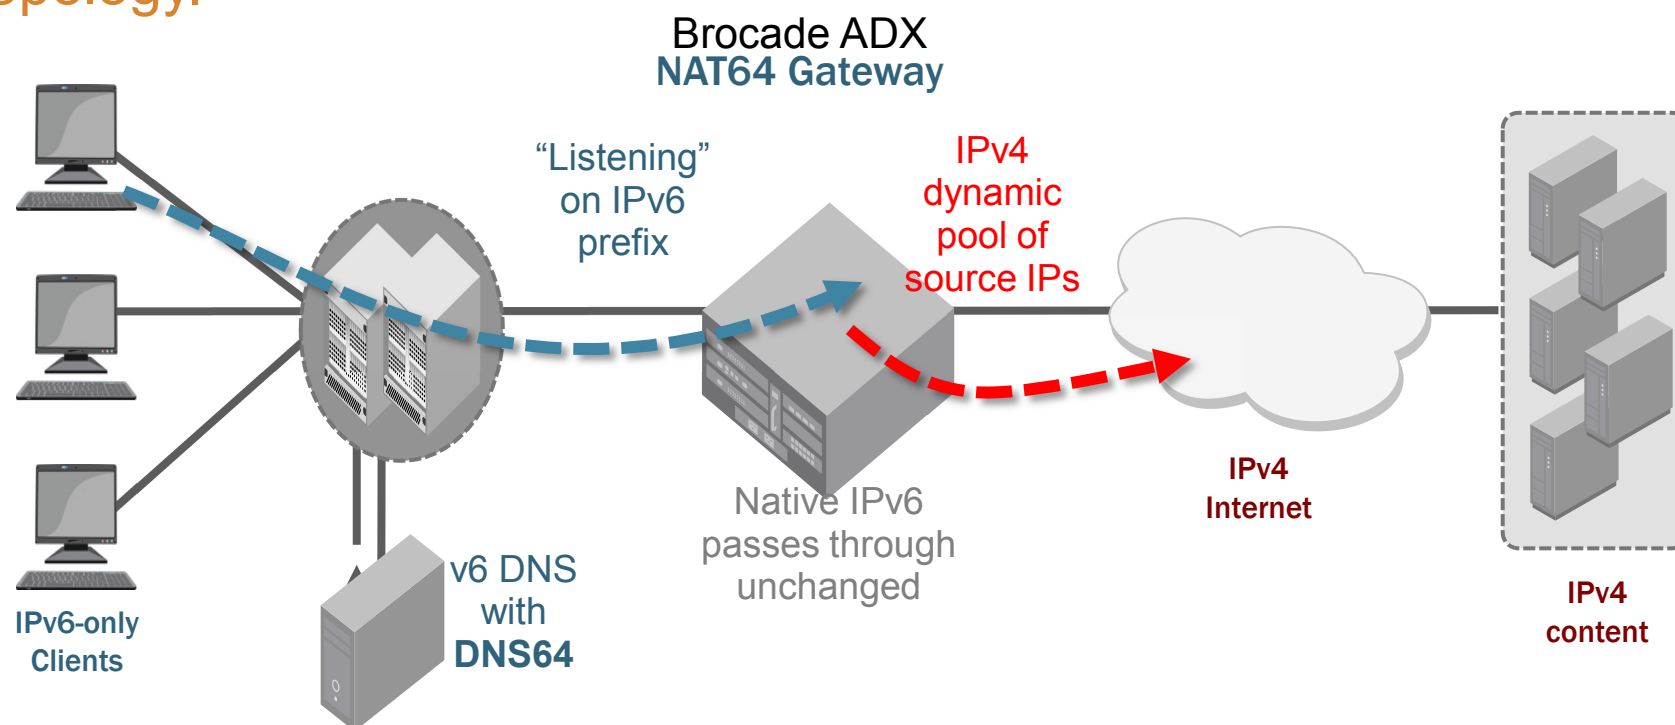 Brocade ADX
NAT64 Gateway
“Listening”
on IPv6
prefix
IPv4
dynamic
pool of
source IPs
Native IPv6
passes through
unchanged
v6 DNS
with
DNS64
IPv6-only
Clients
IPv4
Internet
IPv4
content